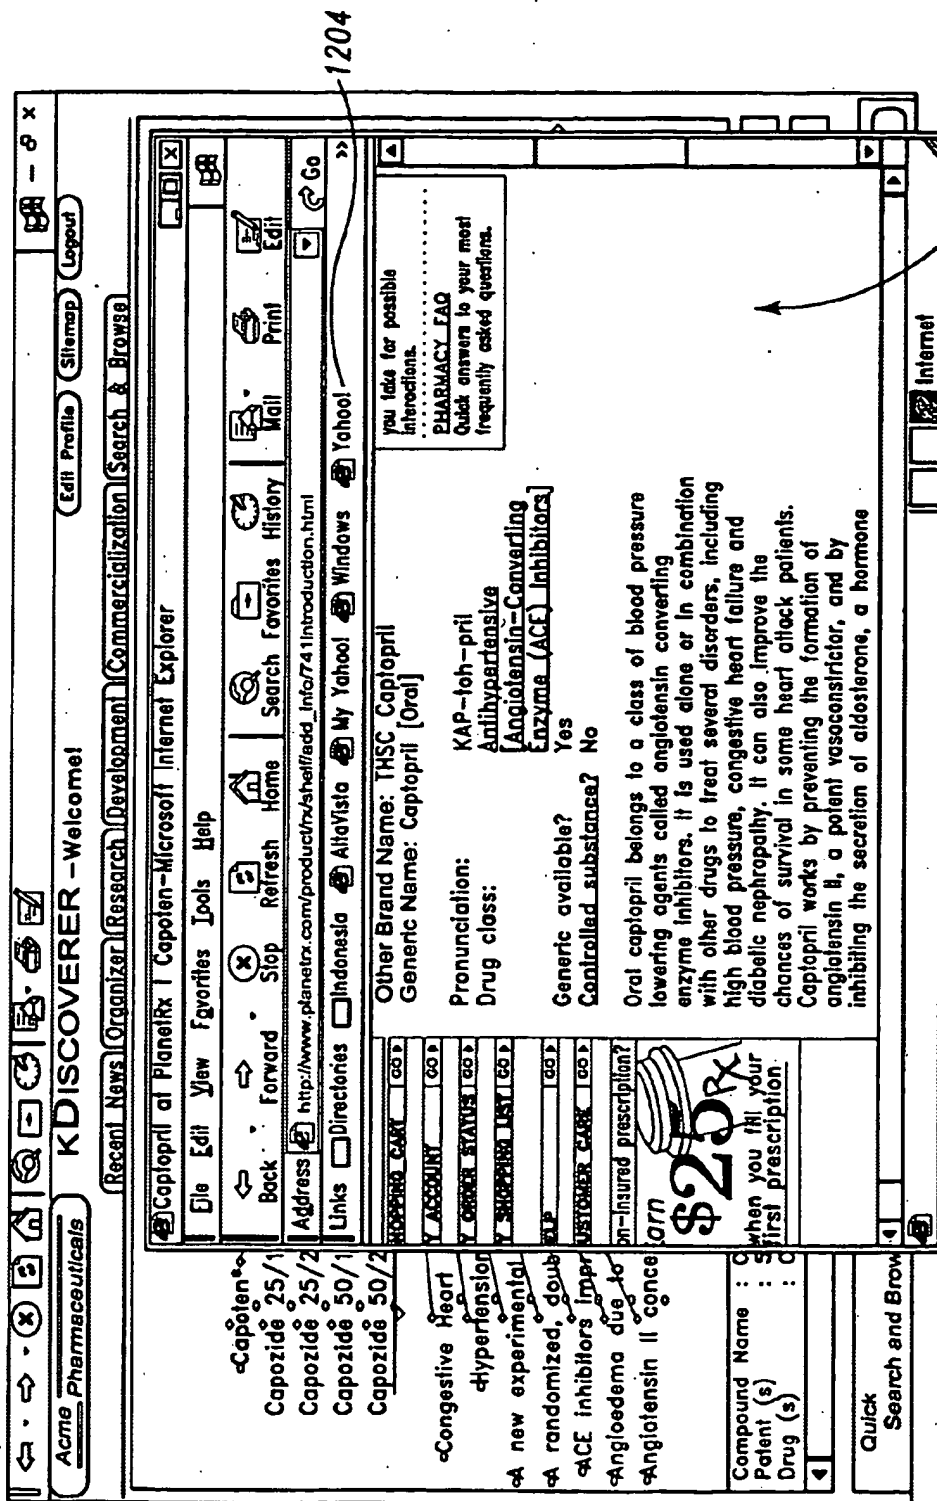 Acme
Pharmaceuticals
KDISCOVERER – Welcome!
Edit Profile
Sitemap
Logout
Recent News
Organizer
Research
Development
Commercialization
Search & Browse
Captopril at PlanetRx | Capoten-Microsoft Internet Explorer
File Edit View Favorites Tools Help
Back Forward Stop Refresh Home Search Favorites History Mail Print Edit
Address http://www.planetrx.com/product/rx/shelf/add_info/741introduction.html Go
Links Directories Indonesia AltaVista My Yahoo! Windows Yahoo! >>
1204
Capoten
Capozide 25/1
Capozide 25/2
Capozide 50/1
Capozide 50/2
Congestive Heart
Hypertension
A new experimental
A randomized, doub
ACE inhibitors impr
Angioedema due to
Angiotensin II conce
Compound Name : C
Patent (s) : S
Drug (s) : C
Quick
Search and Brow
HOPPING CART GO
Y ACCOUNT GO
Y ORDER STATUS GO
Y SHOPPING LIST GO
ELP GO
USTOMER CARE GO
on-insured prescription?
arn
$25 Rx
when you fill your
first prescription
Other Brand Name: THSC Captopril
Generic Name: Captopril [Oral]
Pronunciation: KAP-toh-pril
Drug class: Antihypertensive
[Angiotensin-Converting
Enzyme (ACE) Inhibitors]
Generic available? Yes
Controlled substance? No
Oral captopril belongs to a class of blood pressure
lowering agents called angiotensin converting
enzyme inhibitors. It is used alone or in combination
with other drugs to treat several disorders, including
high blood pressure, congestive heart failure and
diabetic nephrapathy. It can also improve the
chances of survival in some heart attack patients.
Captopril works by preventing the formation of
angiotensin II, a potent vasoconstrictor, and by
inhibiting the secretion of aldosterone, a hormone
you take for possible
interactions.
PHARMACY FAQ
Quick answers to your most
frequently asked questions.
Internet